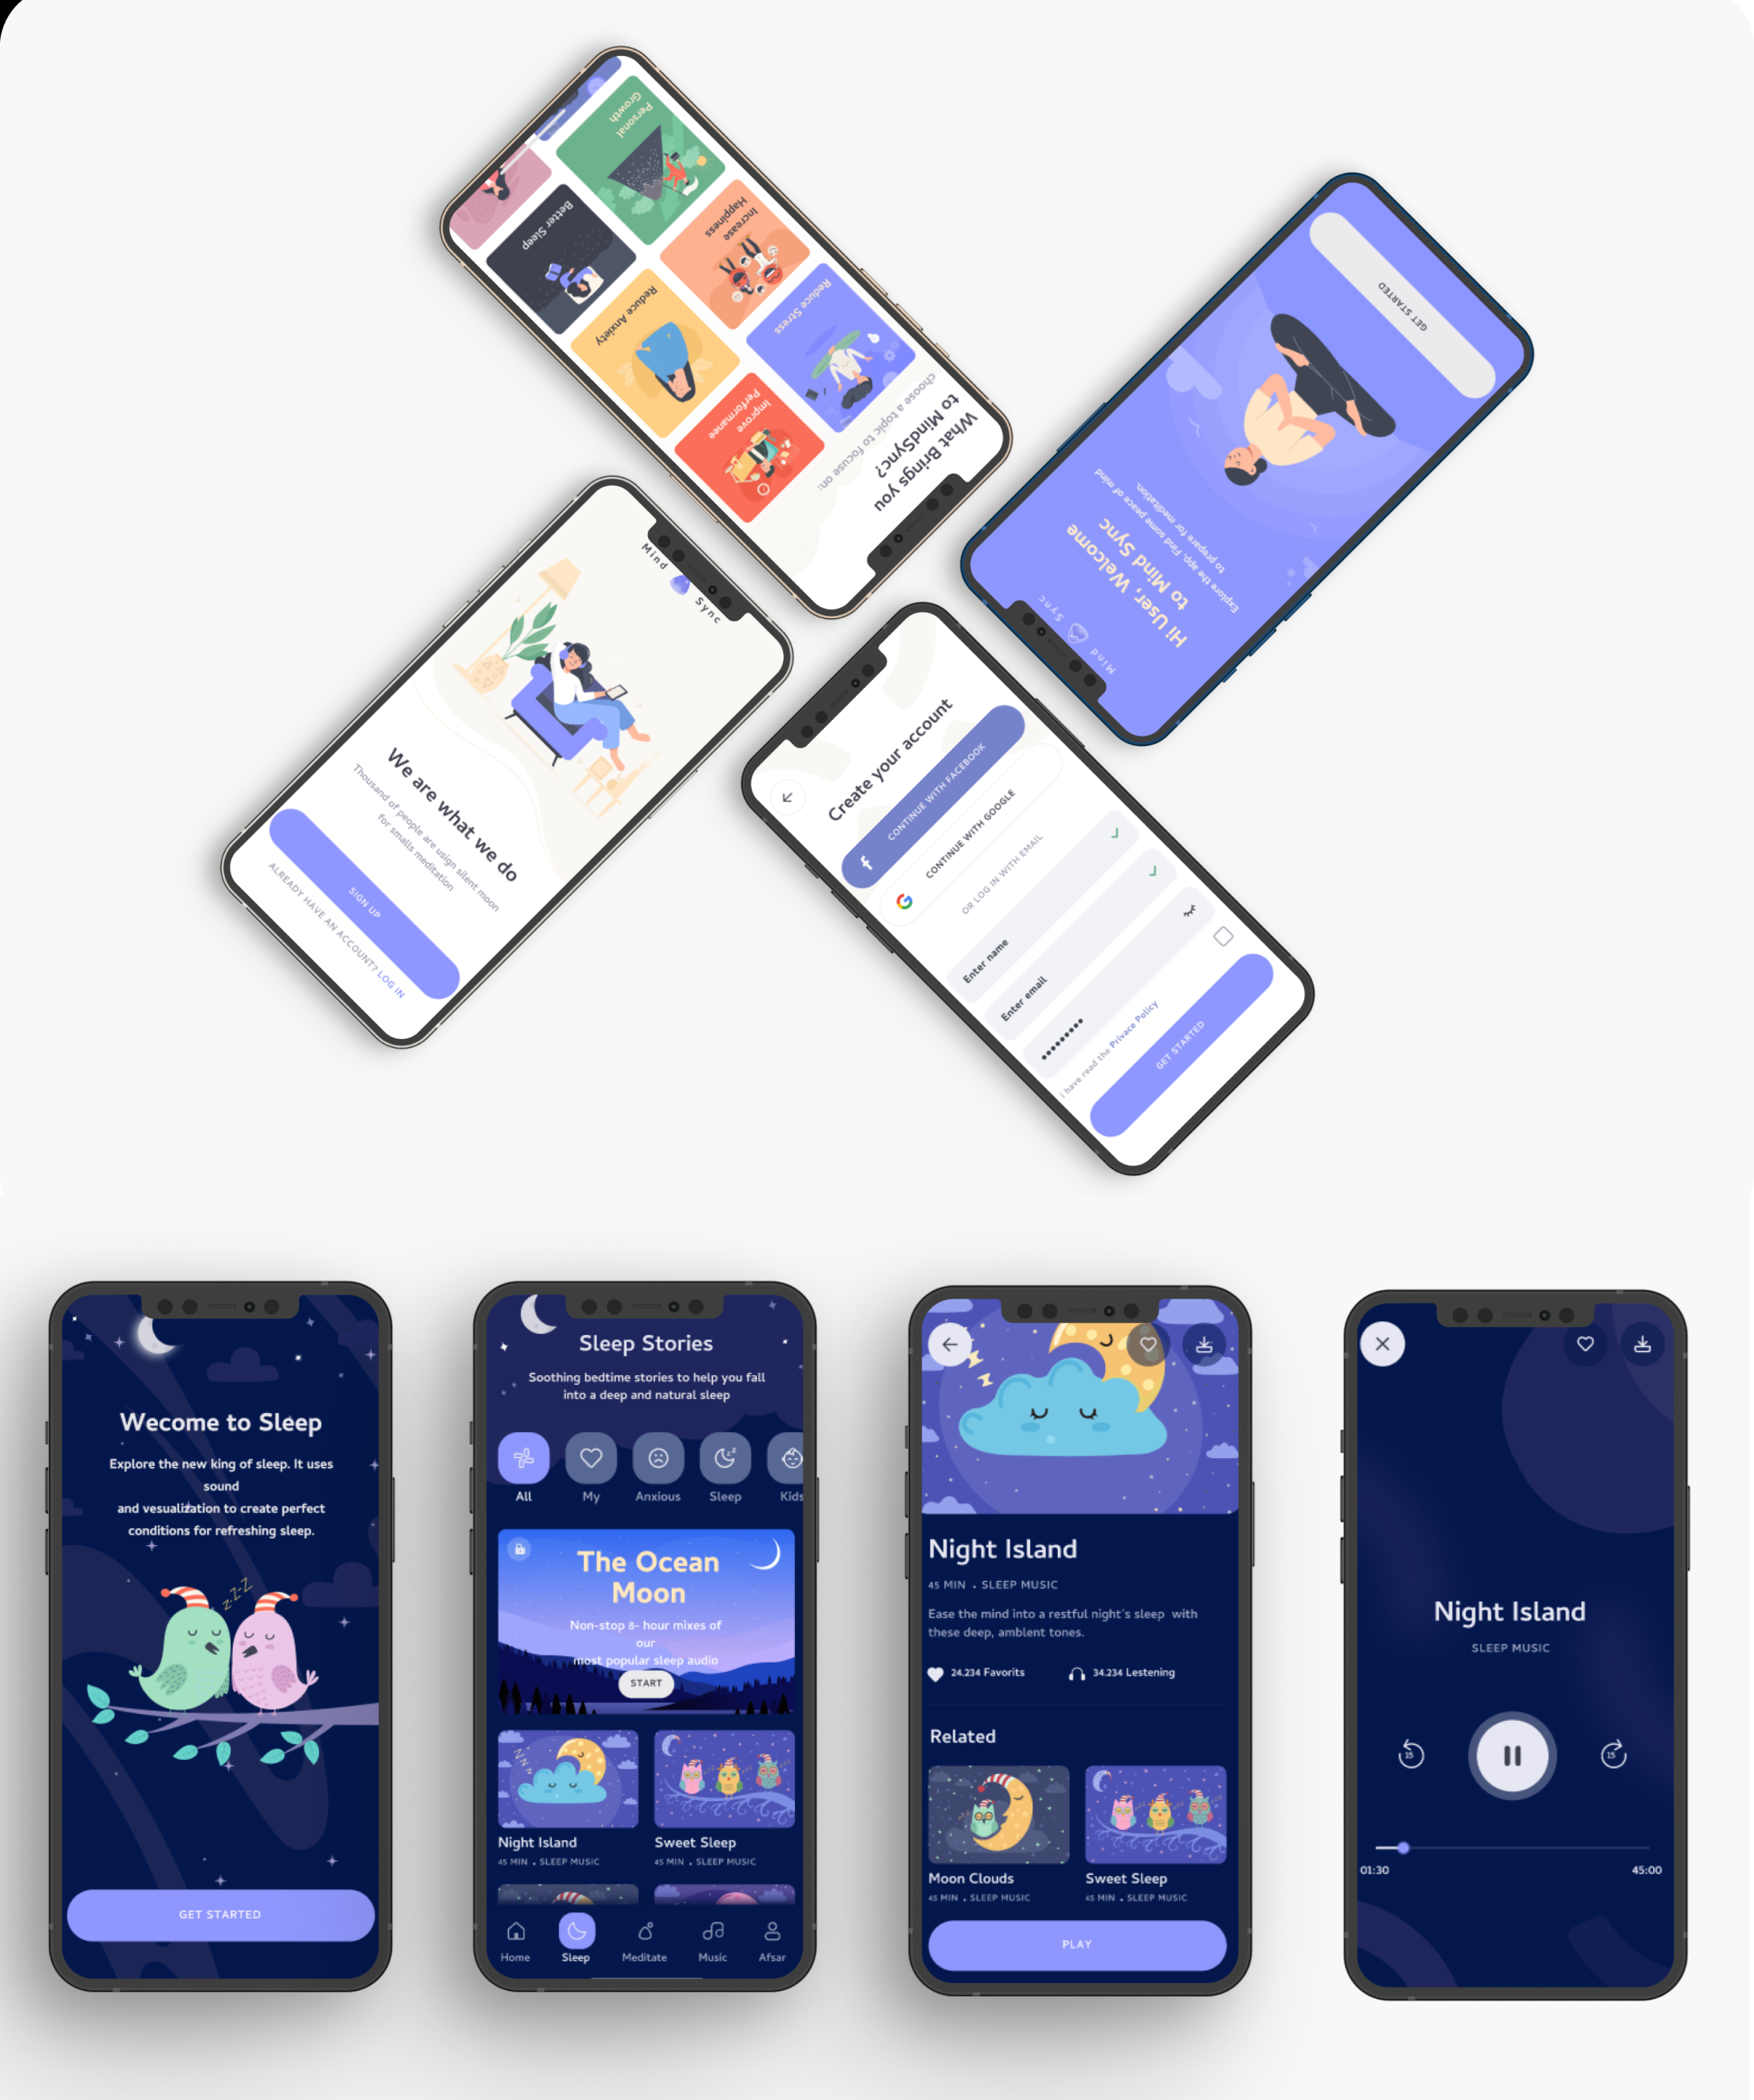 What Brings you
to MindSync?
choose a topic to focuse on:
Reduce Stress
Improve
Performanee
Increase
Happiness
Reduce Anxiety
Personal
Growth
Better Sleep
Mind Sync
Hi User, Welcome
to Mind Sync
Explore the app, Find some peace of mind
to prepare for meditation.
GET STARTED
Mind Sync
We are what we do
Thousand of people are usign silent moon
for smalls meditation
SIGN UP
ALREADY HAVE AN ACCOUNT? LOG IN
Create your account
CONTINUE WITH FACEBOOK
CONTINUE WITH GOOGLE
OR LOG IN WITH EMAIL
Enter name
Enter email
i have read the Privace Policy
GET STARTED
Wecome to Sleep
Explore the new king of sleep. It uses
sound
and vesualization to create perfect
conditions for refreshing sleep.
z-z-z
GET STARTED
Sleep Stories
Soothing bedtime stories to help you fall
into a deep and natural sleep
All My Anxious Sleep Kids
The Ocean
Moon
Non-stop 8- hour mixes of
our
most popular sleep audio
START
Night Island Sweet Sleep
45 MIN . SLEEP MUSIC 45 MIN . SLEEP MUSIC
Home Sleep Meditate Music Afsar
Night Island
45 MIN . SLEEP MUSIC
Ease the mind into a restful night's sleep with
these deep, amblent tones.
24.234 Favorits 34.234 Lestening
Related
Moon Clouds Sweet Sleep
45 MIN . SLEEP MUSIC 45 MIN . SLEEP MUSIC
PLAY
Night Island
SLEEP MUSIC
15 15
01:30 45:00